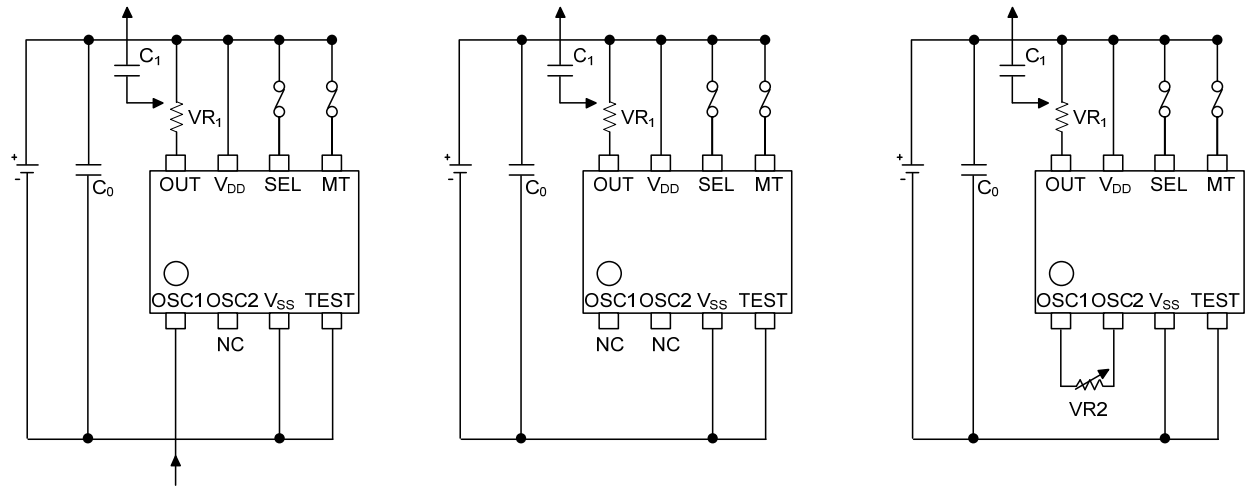 C1 C1 C1
VR1 VR1 VR1
+ + +
- - -
C0 C0 C0
OUT VDD SEL MT OUT VDD SEL MT OUT VDD SEL MT
OSC1 OSC2 VSS TEST OSC1 OSC2 VSS TEST OSC1 OSC2 VSS TEST
NC NC NC
VR2